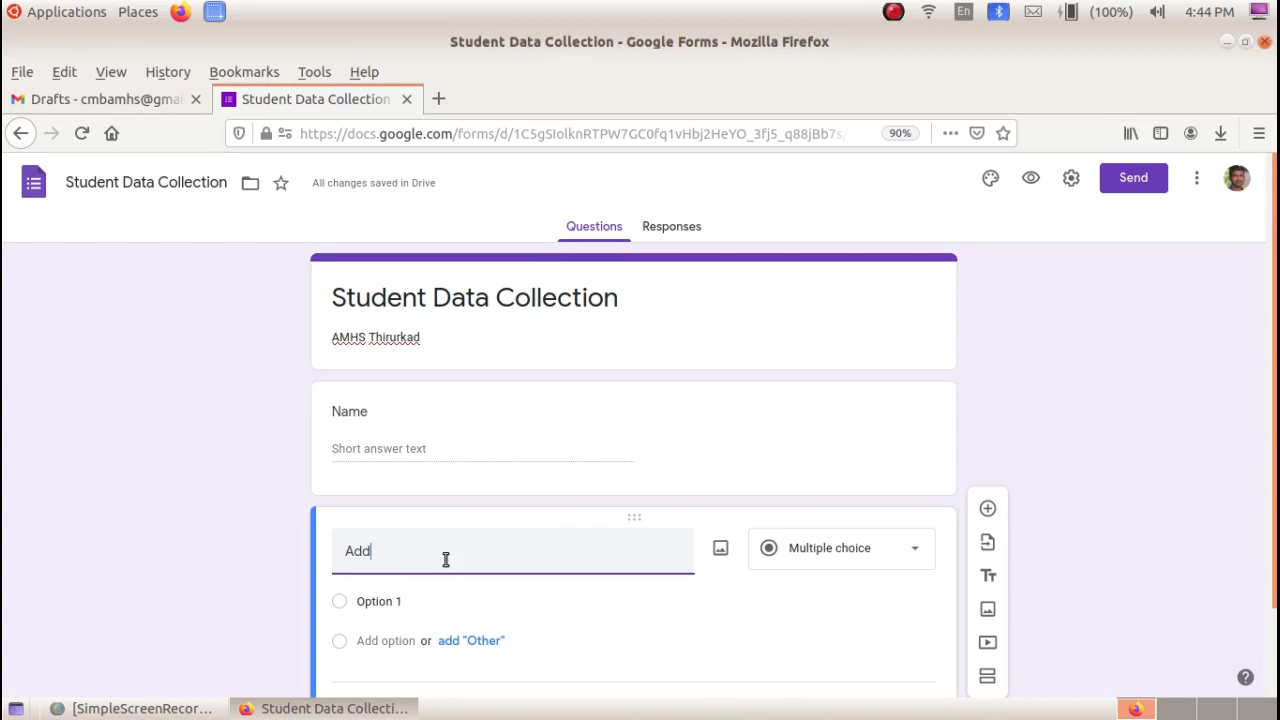 Applications Places En (100%) 4:44 PM
Student Data Collection - Google Forms - Mozilla Firefox
File Edit View History Bookmarks Tools Help
Drafts - cmbamhs@gmai Student Data Collection
https://docs.google.com/forms/d/1C5gSIolknRTPW7GC0fq1vHbj2HeYO_3fj5_q88jBb7s/ 90%
Student Data Collection All changes saved in Drive Send
Questions Responses
Student Data Collection
AMHS Thirurkad
Name
Short answer text
Add Multiple choice
Option 1
Add option or add "Other"
[SimpleScreenRecor... Student Data Collecti...